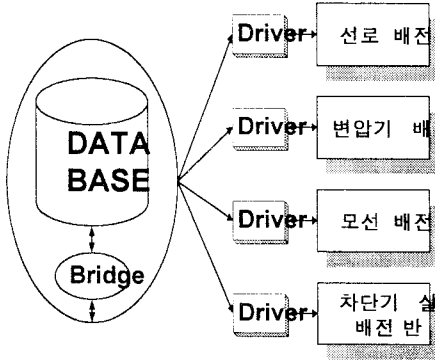 Driver
선로 배전
DATA
BASE
Driver
변압기 배
Driver
모선 배전
Bridge
Driver
차단기 실
배전 반